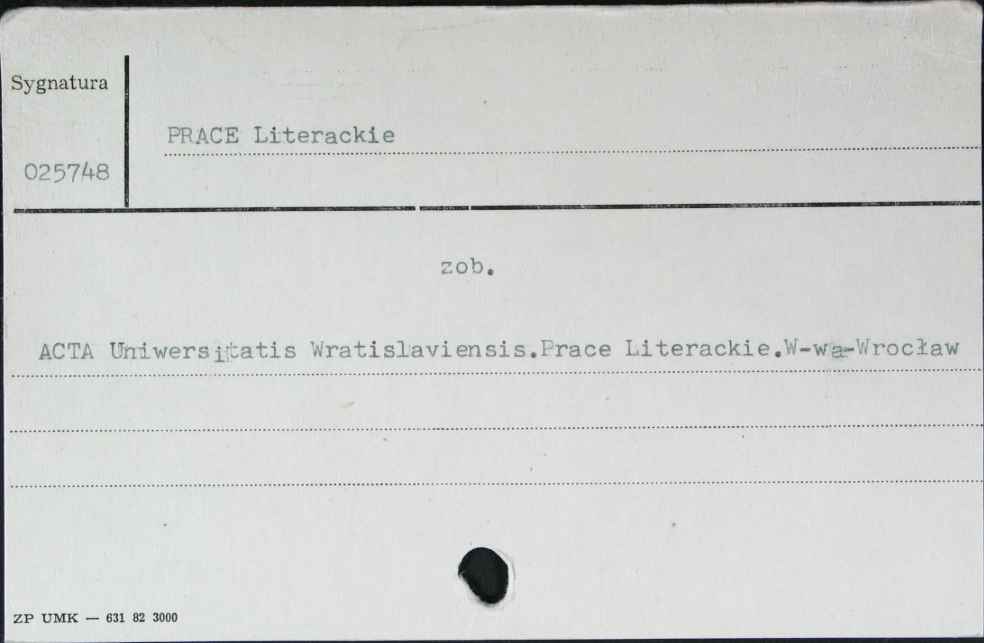 Sygnatura
PRACE Literackie
025748
zob.
ACTA Uniwersitatis Wratislaviensis.Prace Literackie.W-wa-Wrocław
ZP UMK — 631 82 3000